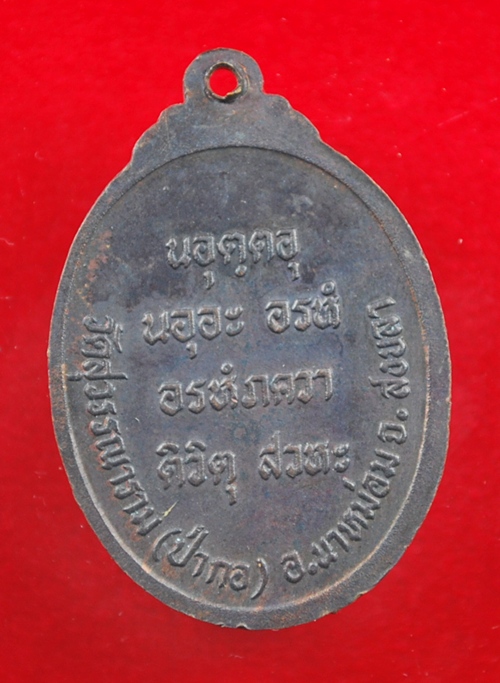 นอุตฺตอุ
นอุอะ อรหํ
อรหํภควา
ติวิตุ สวหะ
วัดสุวรรณาราม (ป่ากอ) อ.นาหม่อม จ. สงขลา